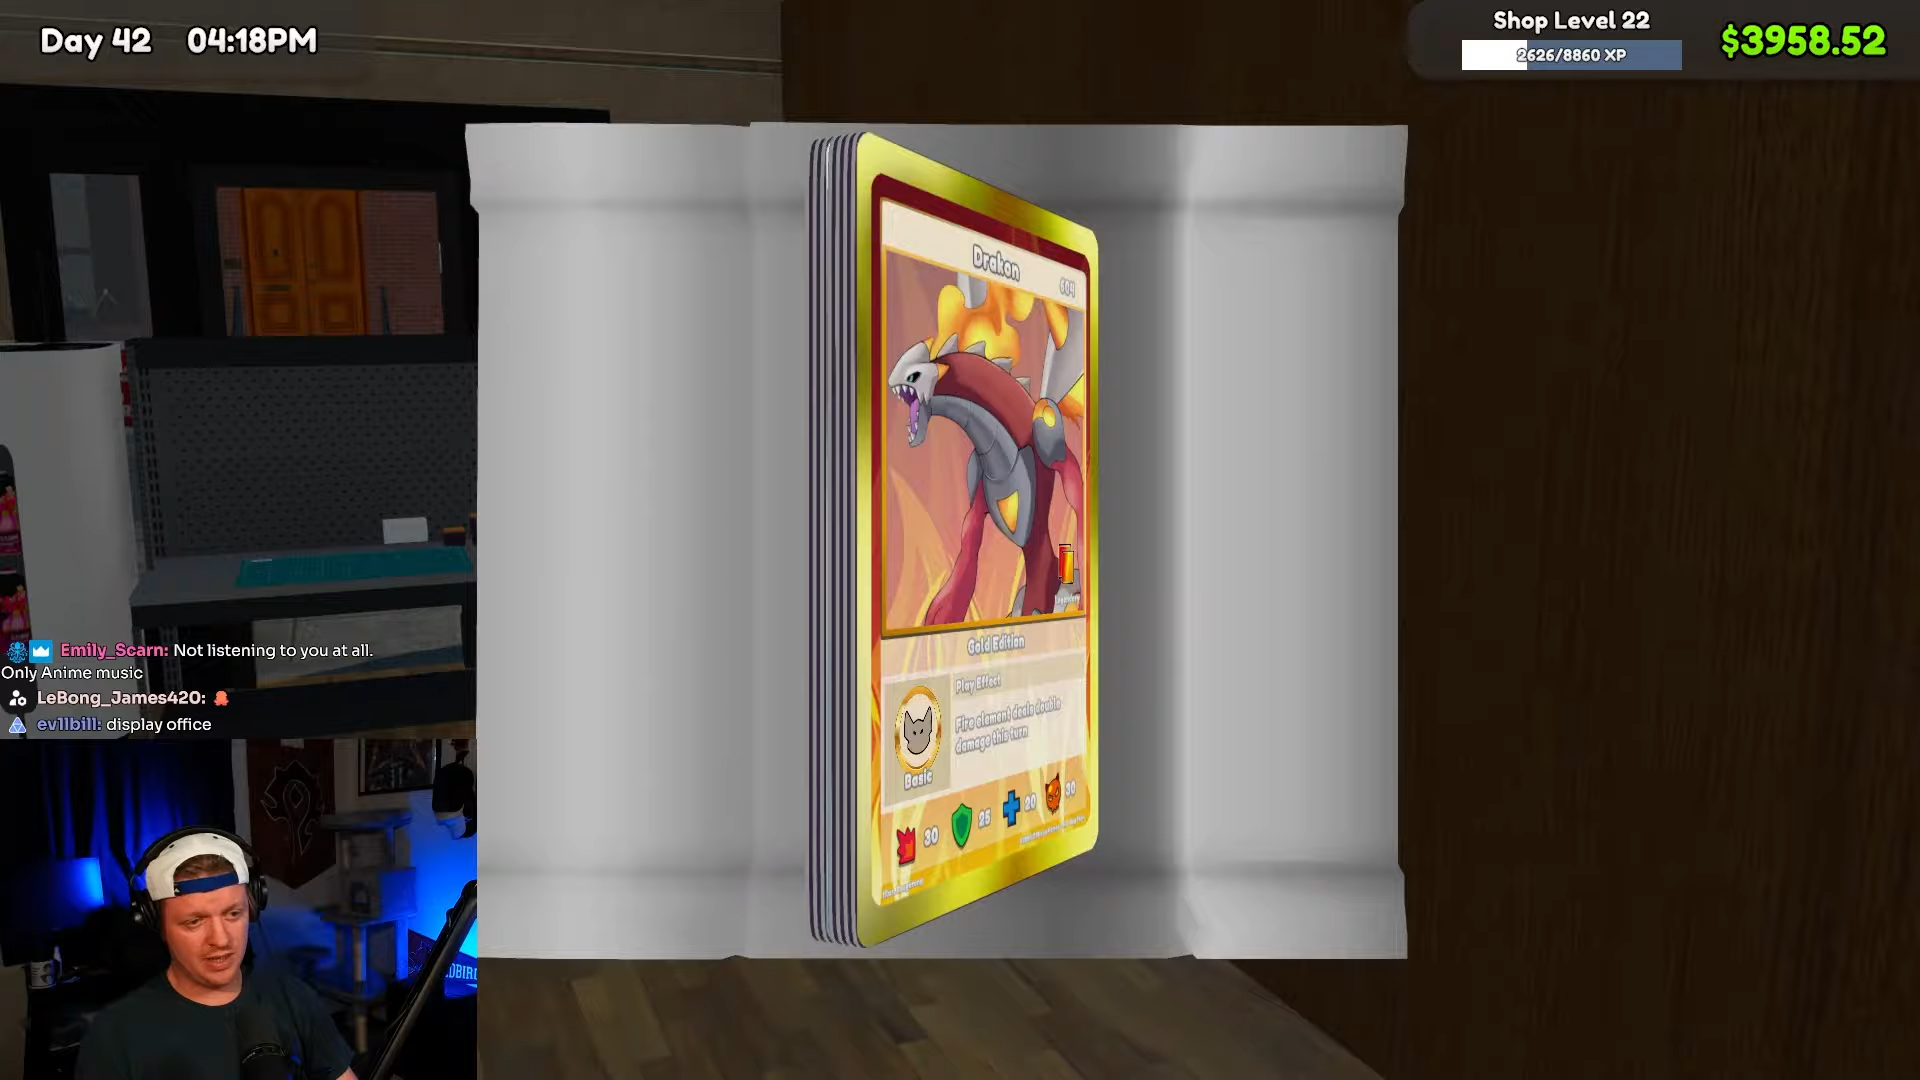 Day 42 04:18PM
Shop Level 22
2626/8860 XP
$3958.52
Drakon
604
Legendary
Gold Edition
Play Effect
Fire element deals double
damage this turn
Basic
30 25 20 30
Emily_Scarn: Not listening to you at all.
Only Anime music
LeBong_James420:
ev1lbill: display office